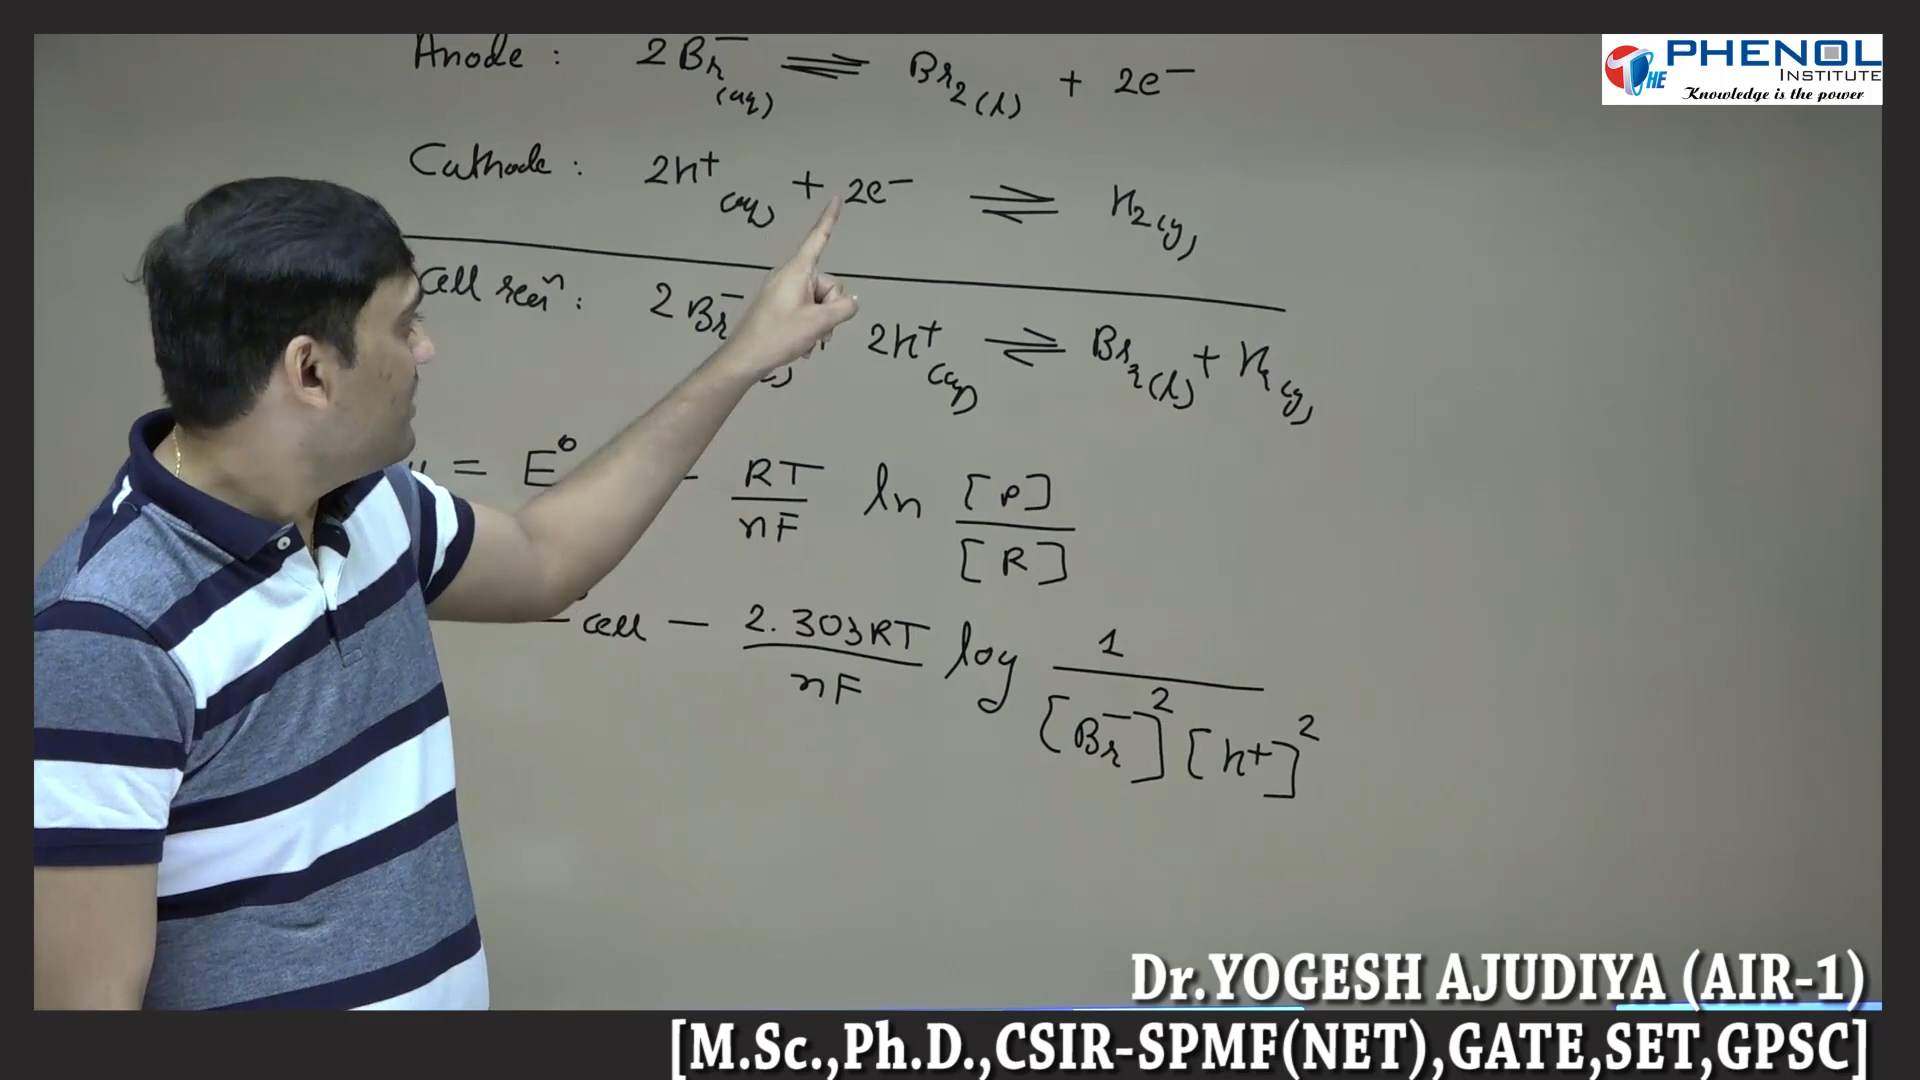 THE PHENOL
INSTITUTE
Knowledge is the power
Anode : 2Br⁻(aq) ⇌ Br₂(l) + 2e⁻
Cathode : 2H⁺(aq) + 2e⁻ ⇌ H₂(g)
Cell reaⁿ : 2Br⁻ 2H⁺(aq) ⇌ Br₂(l) + H₂(g)
= E° - RT/nF ln [P]/[R]
cell - 2.303RT/nF log 1/[Br⁻]²[H⁺]²
Dr.YOGESH AJUDIYA (AIR-1)
[M.Sc.,Ph.D.,CSIR-SPMF(NET),GATE,SET,GPSC]